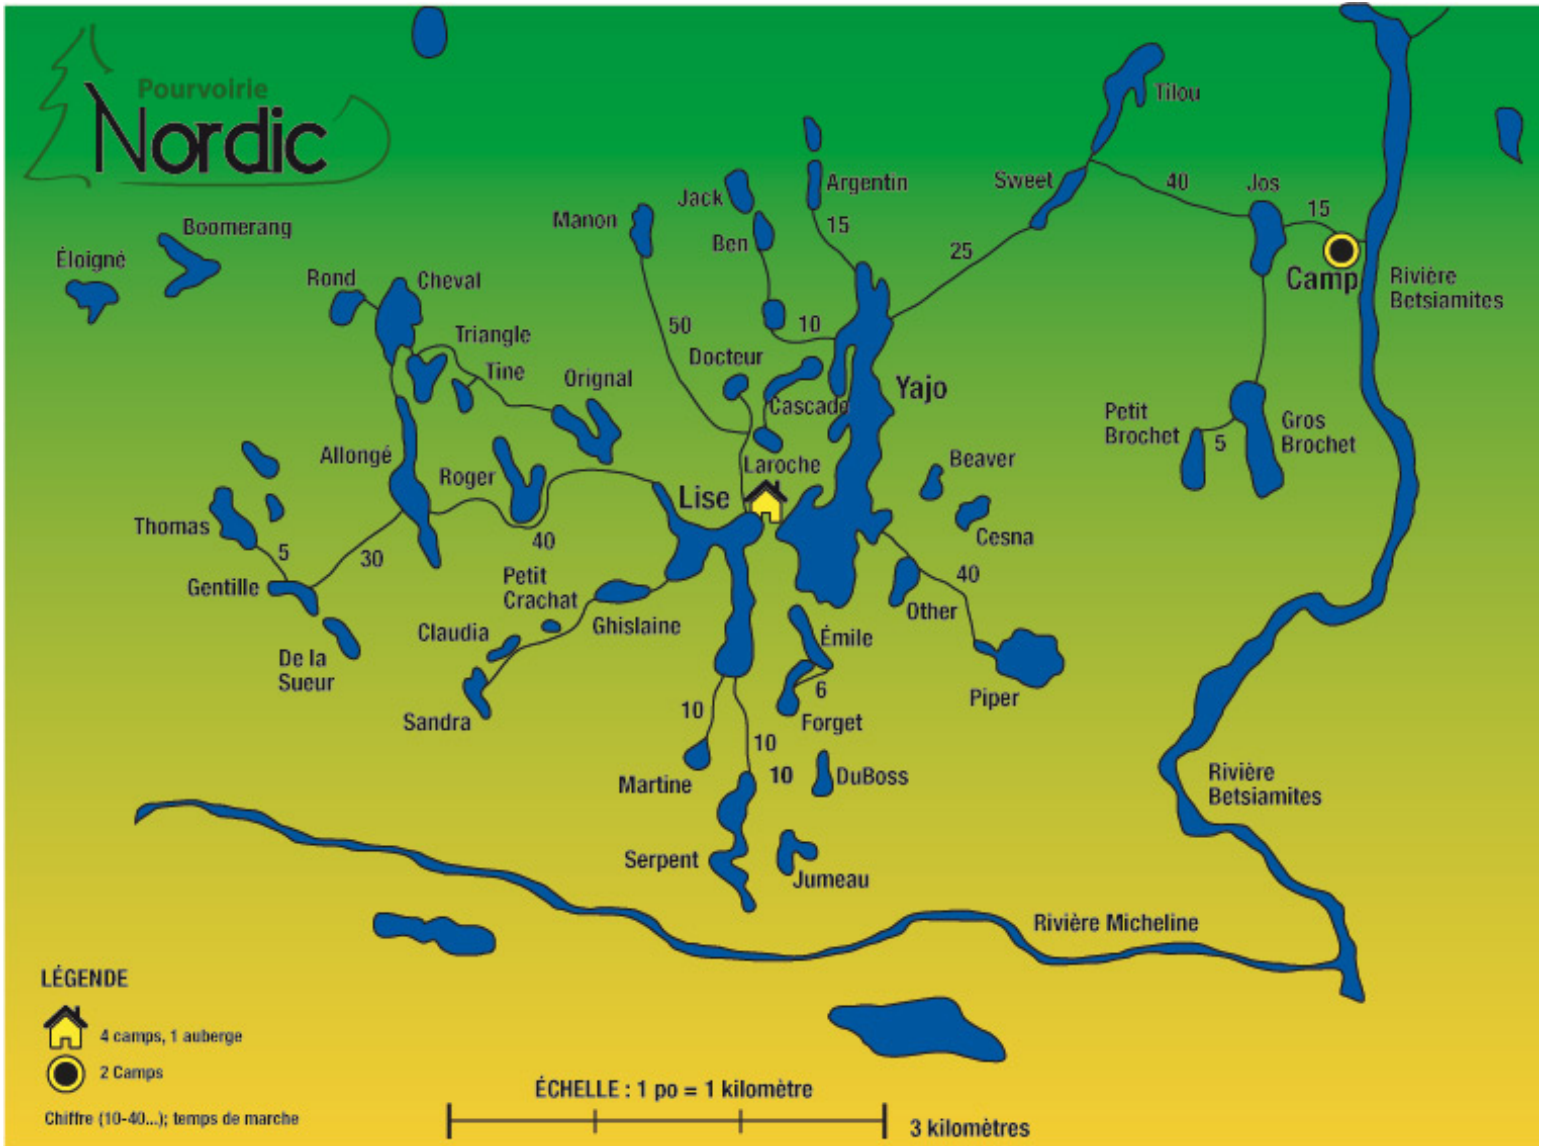 Pourvoirie
Nordic
Tilou
Argentin
Sweet
40
Jos
Jack
15
Manon
Ben
15
Boomerang
25
Éloigné
Camp
Rivière
Betsiamites
Rond
Cheval
50
10
Triangle
Docteur
Tine
Orignal
Yajo
Cascade
Petit
Brochet
5
Gros
Brochet
Allongé
Roger
Laroche
Beaver
Lise
Thomas
Cesna
5
30
40
Petit
Crachat
40
Gentille
Other
Ghislaine
Claudia
Émile
De la
Sueur
6
Piper
Sandra
10
Forget
10
10
DuBoss
Martine
Rivière
Betsiamites
Serpent
Jumeau
Rivière Micheline
LÉGENDE
4 camps, 1 auberge
2 Camps
Chiffre (10-40...); temps de marche
ÉCHELLE : 1 po = 1 kilomètre
3 kilomètres